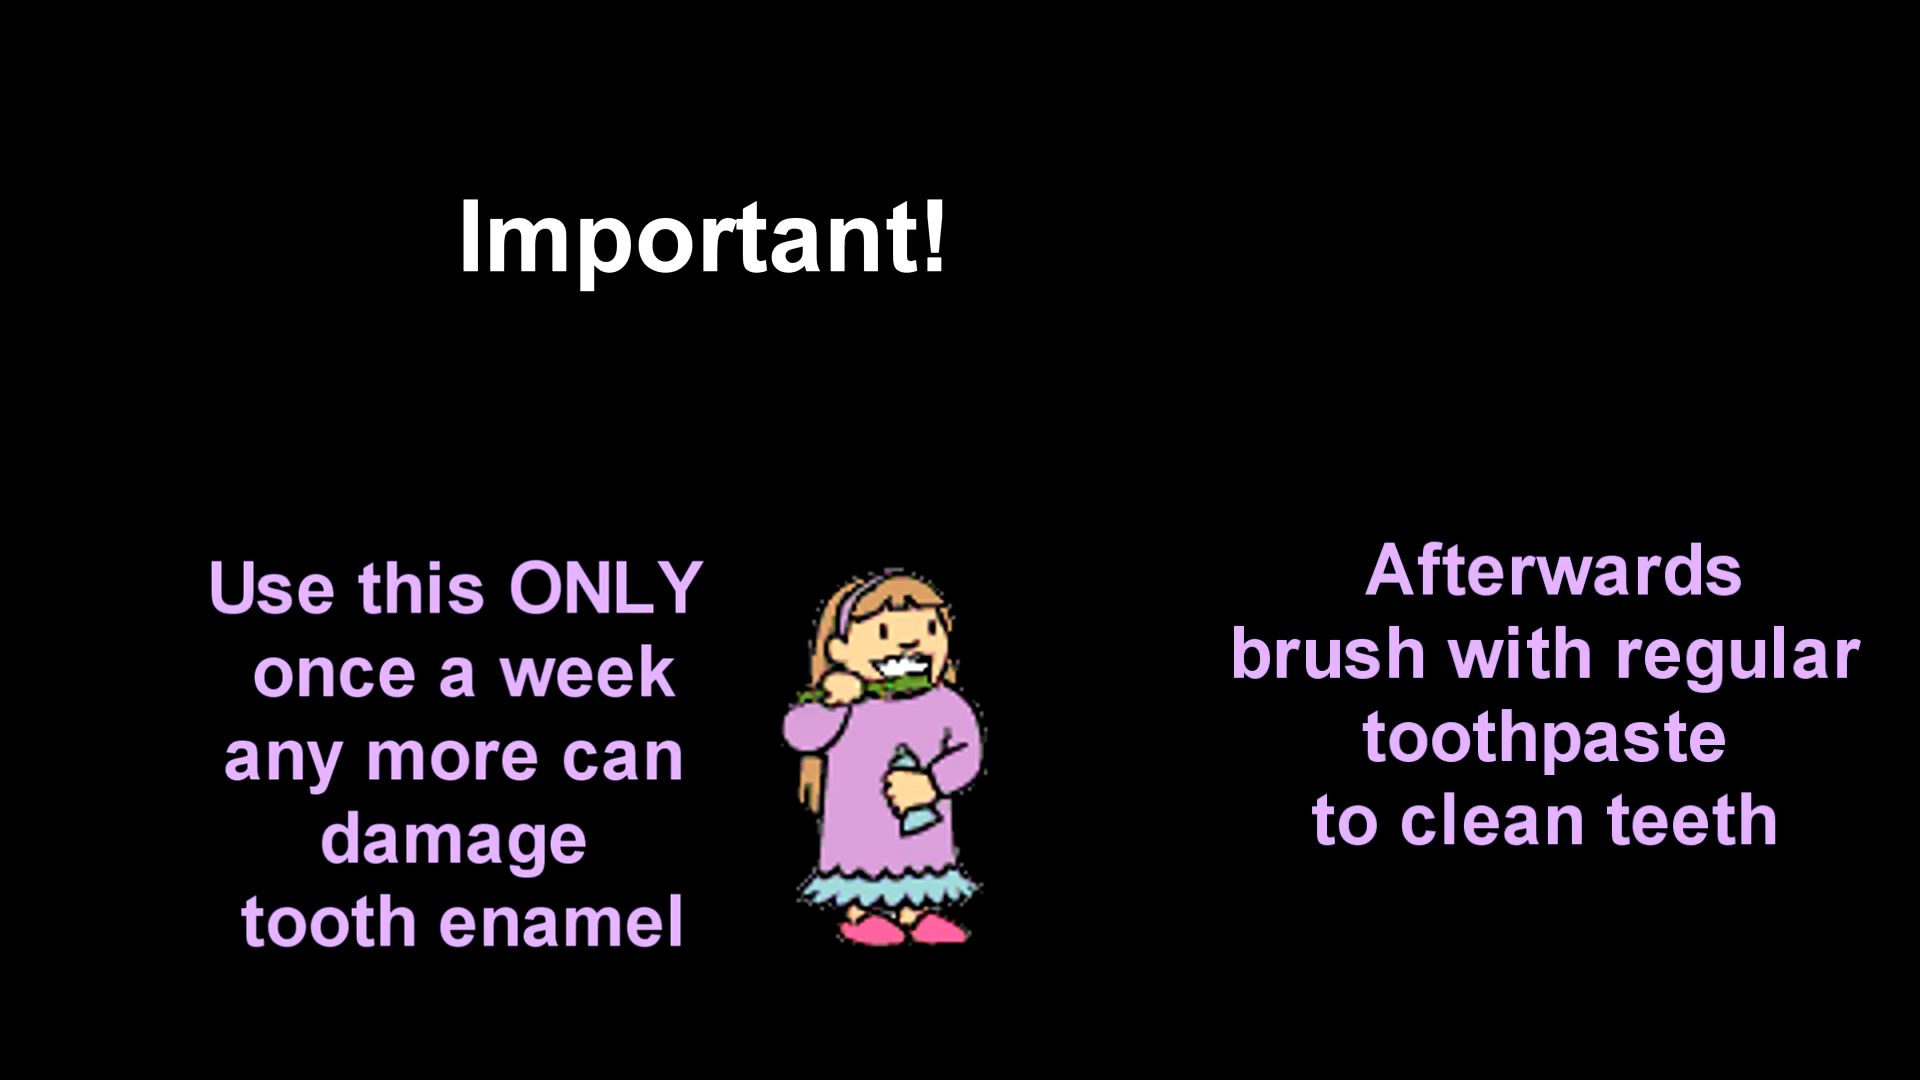 Important!
Use this ONLY
once a week
any more can
damage
tooth enamel
Afterwards
brush with regular
toothpaste
to clean teeth